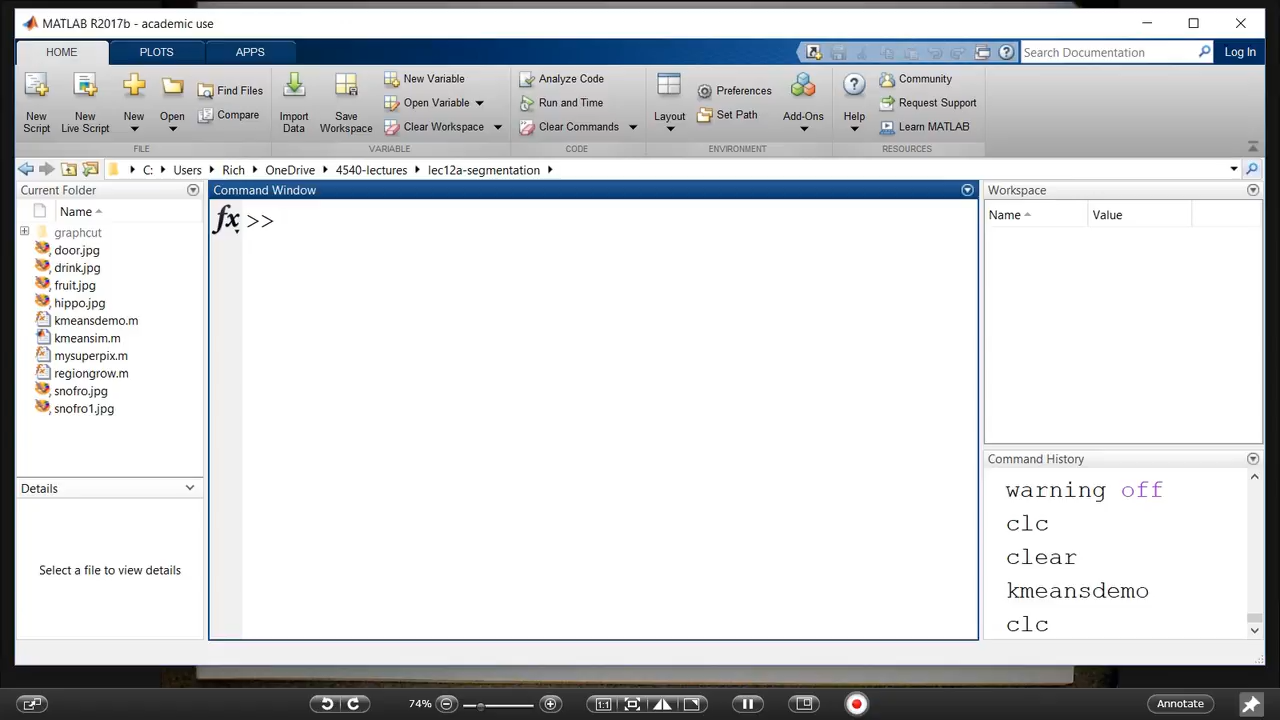 MATLAB R2017b - academic use
HOME PLOTS APPS
Search Documentation
Log In
New Script
New Live Script
New
Open
Find Files
Compare
FILE
Import Data
Save Workspace
New Variable
Open Variable
Clear Workspace
VARIABLE
Analyze Code
Run and Time
Clear Commands
CODE
Layout
Preferences
Set Path
Add-Ons
ENVIRONMENT
Help
Community
Request Support
Learn MATLAB
RESOURCES
C: Users Rich OneDrive 4540-lectures lec12a-segmentation
Current Folder
Name
graphcut
door.jpg
drink.jpg
fruit.jpg
hippo.jpg
kmeansdemo.m
kmeansim.m
mysuperpix.m
regiongrow.m
snofro.jpg
snofro1.jpg
Details
Select a file to view details
Command Window
fx >>
Workspace
Name Value
Command History
warning off
clc
clear
kmeansdemo
clc
74%
1:1
Annotate